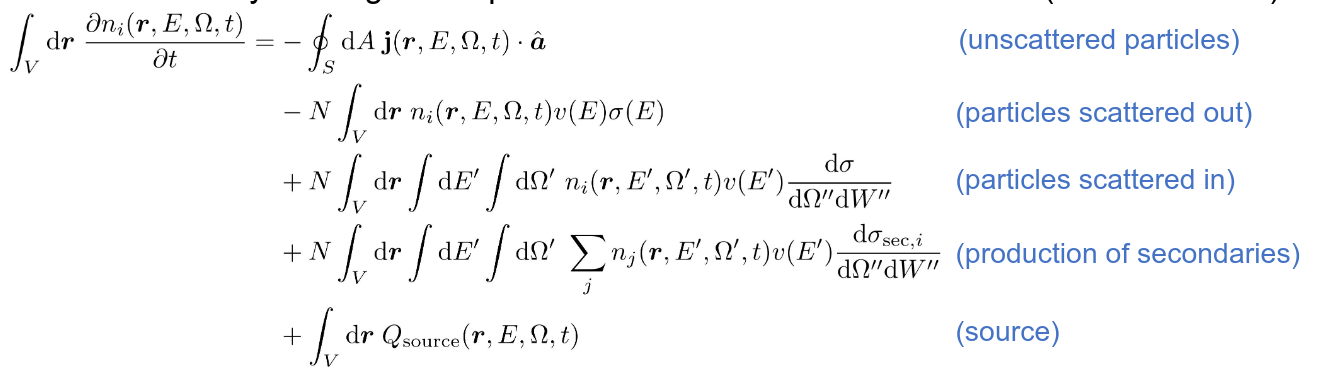 ∫_V d𝒓 ∂n_i(𝒓, E, Ω, t)/∂t = − ∮_S dA 𝐣(𝒓, E, Ω, t) · â (unscattered particles)
− N ∫_V d𝒓 n_i(𝒓, E, Ω, t)v(E)σ(E) (particles scattered out)
+ N ∫_V d𝒓 ∫ dE′ ∫ dΩ′ n_i(𝒓, E′, Ω′, t)v(E′) dσ/dΩ″dW″ (particles scattered in)
+ N ∫_V d𝒓 ∫ dE′ ∫ dΩ′ ∑_j n_j(𝒓, E′, Ω′, t)v(E′) dσ_sec,i/dΩ″dW″ (production of secondaries)
+ ∫_V d𝒓 Q_source(𝒓, E, Ω, t) (source)